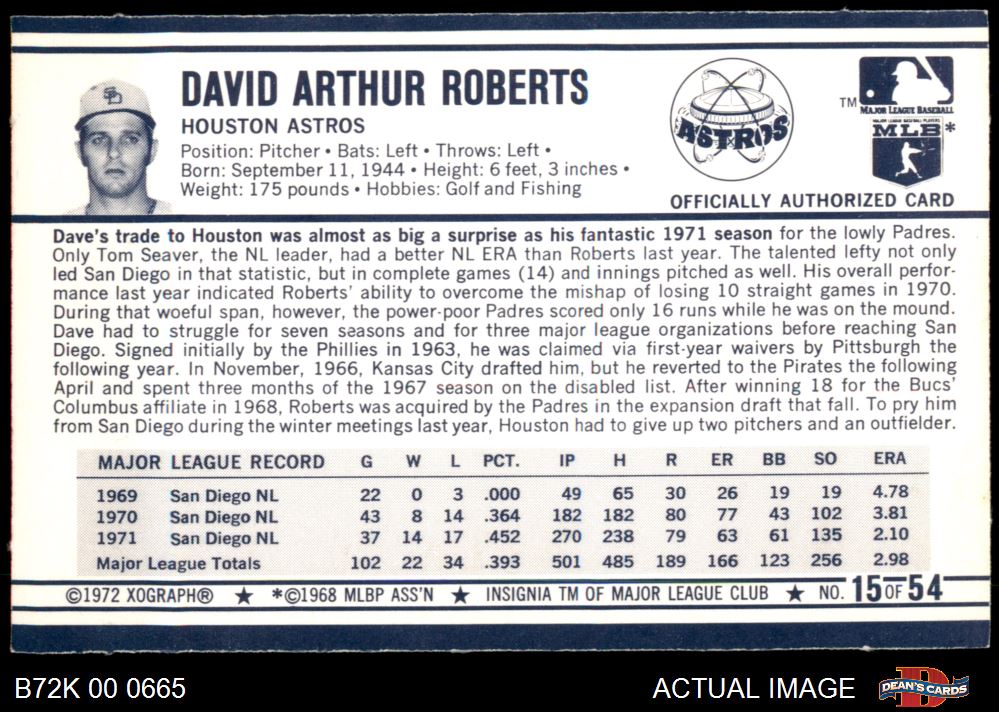 DAVID ARTHUR ROBERTS
HOUSTON ASTROS
Position: Pitcher • Bats: Left • Throws: Left •
Born: September 11, 1944 • Height: 6 feet, 3 inches •
Weight: 175 pounds • Hobbies: Golf and Fishing
SD
ASTROS
TM
MAJOR LEAGUE BASEBALL
MAJOR LEAGUE BASEBALL PLAYERS
MLB*
OFFICIALLY AUTHORIZED CARD
Dave's trade to Houston was almost as big a surprise as his fantastic 1971 season for the lowly Padres.
Only Tom Seaver, the NL leader, had a better NL ERA than Roberts last year. The talented lefty not only
led San Diego in that statistic, but in complete games (14) and innings pitched as well. His overall perfor-
mance last year indicated Roberts' ability to overcome the mishap of losing 10 straight games in 1970.
During that woeful span, however, the power-poor Padres scored only 16 runs while he was on the mound.
Dave had to struggle for seven seasons and for three major league organizations before reaching San
Diego. Signed initially by the Phillies in 1963, he was claimed via first-year waivers by Pittsburgh the
following year. In November, 1966, Kansas City drafted him, but he reverted to the Pirates the following
April and spent three months of the 1967 season on the disabled list. After winning 18 for the Bucs'
Columbus affiliate in 1968, Roberts was acquired by the Padres in the expansion draft that fall. To pry him
from San Diego during the winter meetings last year, Houston had to give up two pitchers and an outfielder.
MAJOR LEAGUE RECORD G W L PCT. IP H R ER BB SO ERA
1969 San Diego NL 22 0 3 .000 49 65 30 26 19 19 4.78
1970 San Diego NL 43 8 14 .364 182 182 80 77 43 102 3.81
1971 San Diego NL 37 14 17 .452 270 238 79 63 61 135 2.10
Major League Totals 102 22 34 .393 501 485 189 166 123 256 2.98
©1972 XOGRAPH® ★ *©1968 MLBP ASS'N ★ INSIGNIA TM OF MAJOR LEAGUE CLUB ★ NO. 15 OF 54
B72K 00 0665
ACTUAL IMAGE
D
DEAN'S CARDS